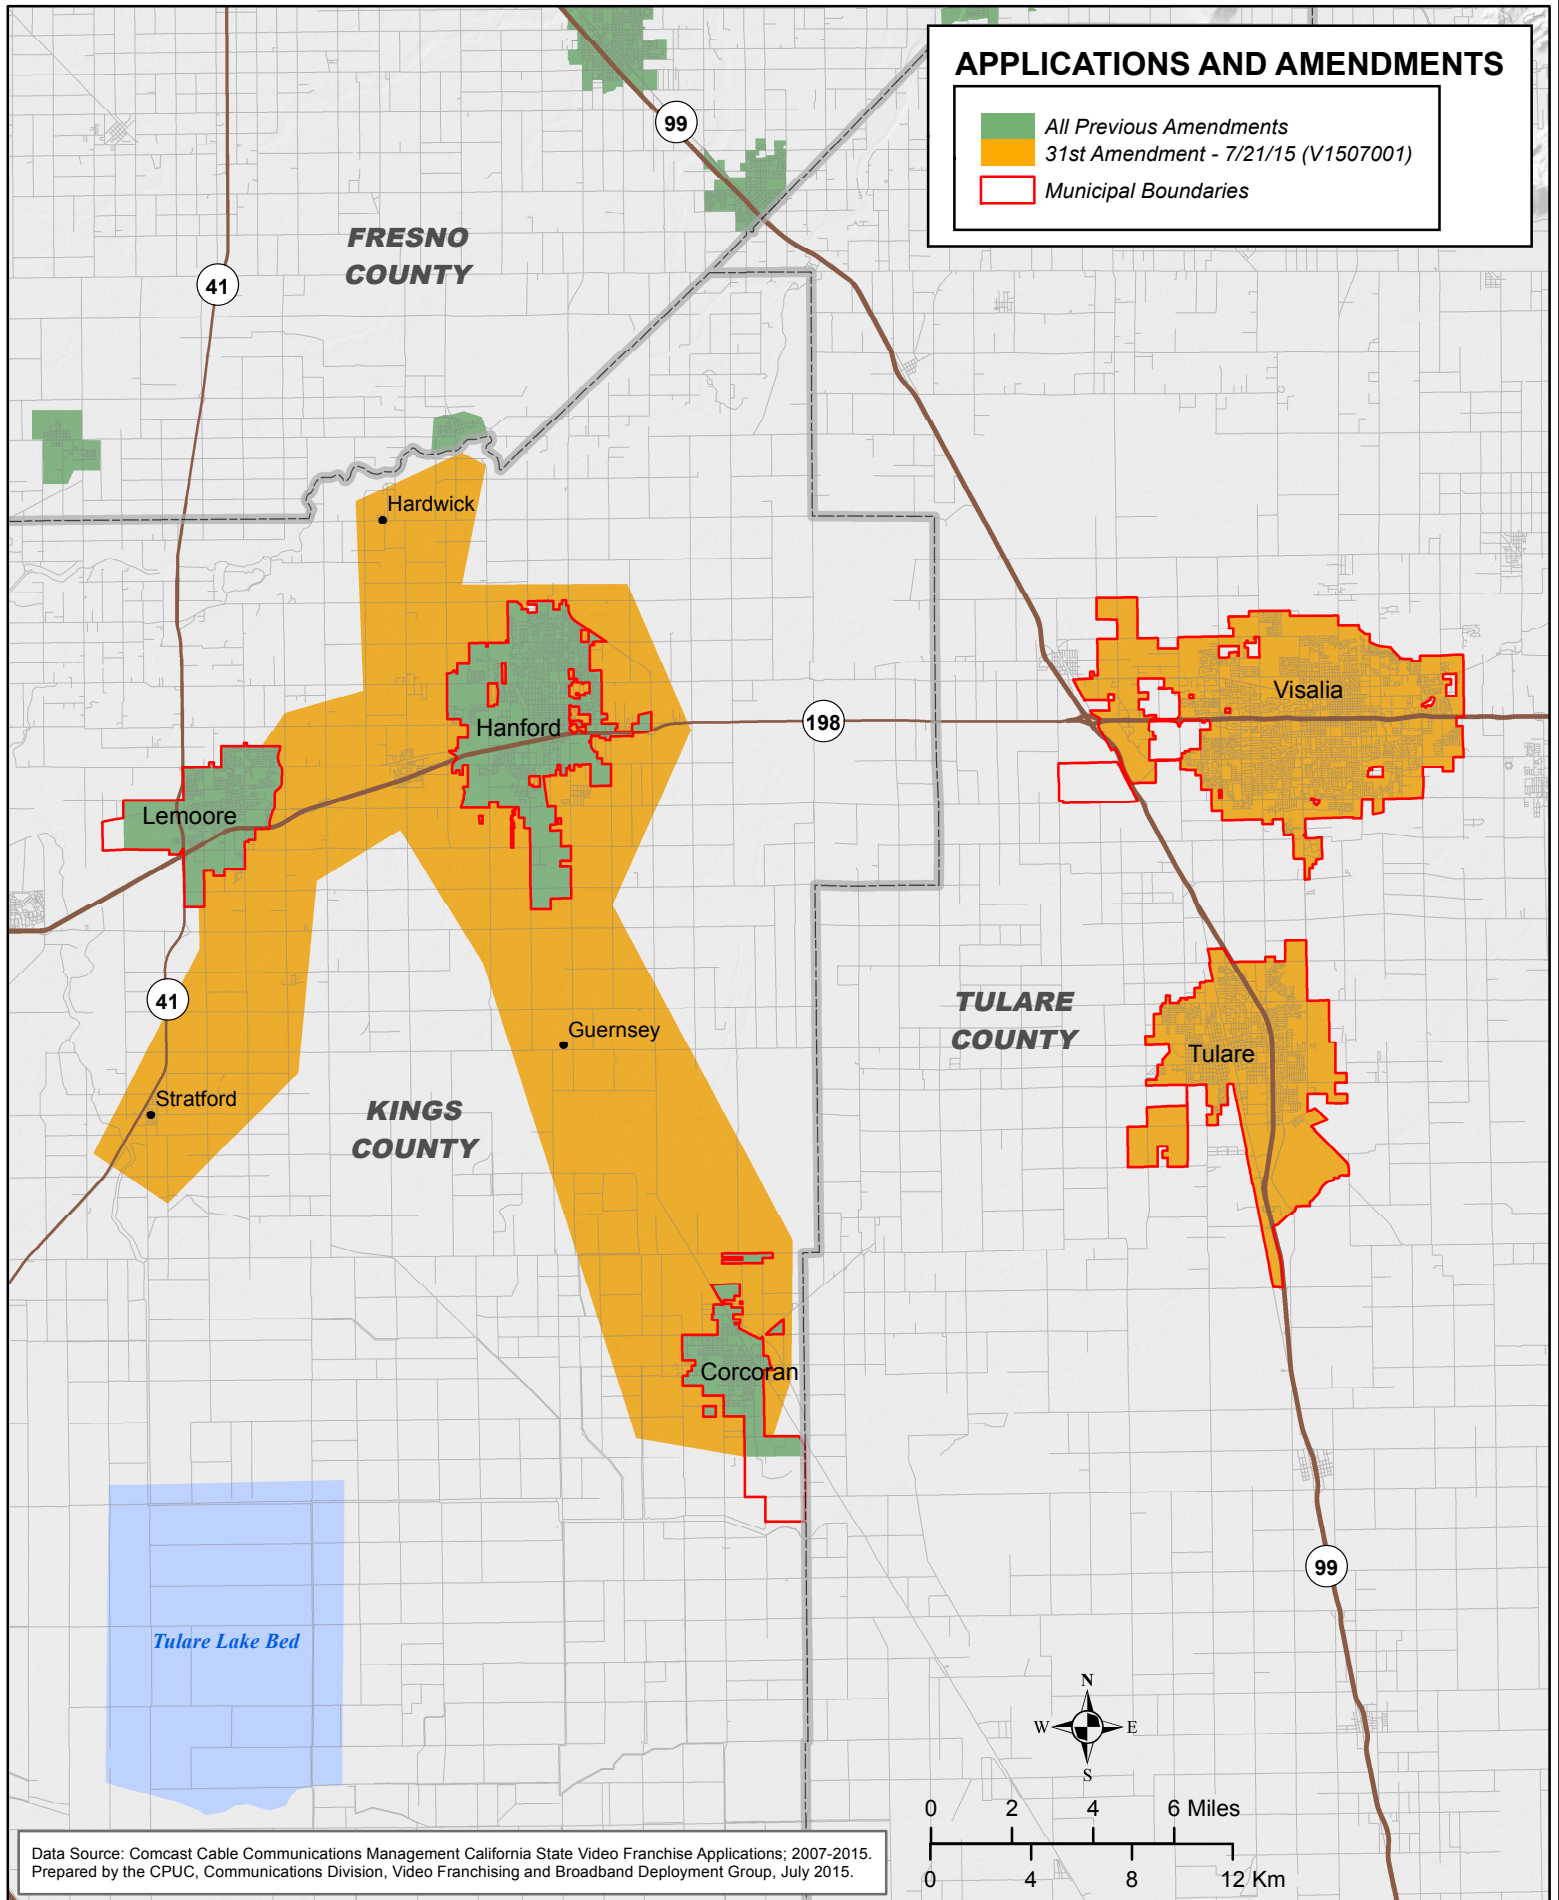 APPLICATIONS AND AMENDMENTS
All Previous Amendments
31st Amendment - 7/21/15 (V1507001)
Municipal Boundaries
99
FRESNO
COUNTY
41
Hardwick
Visalia
Hanford
198
Lemoore
41
TULARE
COUNTY
Guernsey
Tulare
Stratford
KINGS
COUNTY
Corcoran
99
Tulare Lake Bed
N
W
E
S
0 2 4 6 Miles
0 4 8 12 Km
Data Source: Comcast Cable Communications Management California State Video Franchise Applications; 2007-2015.
Prepared by the CPUC, Communications Division, Video Franchising and Broadband Deployment Group, July 2015.